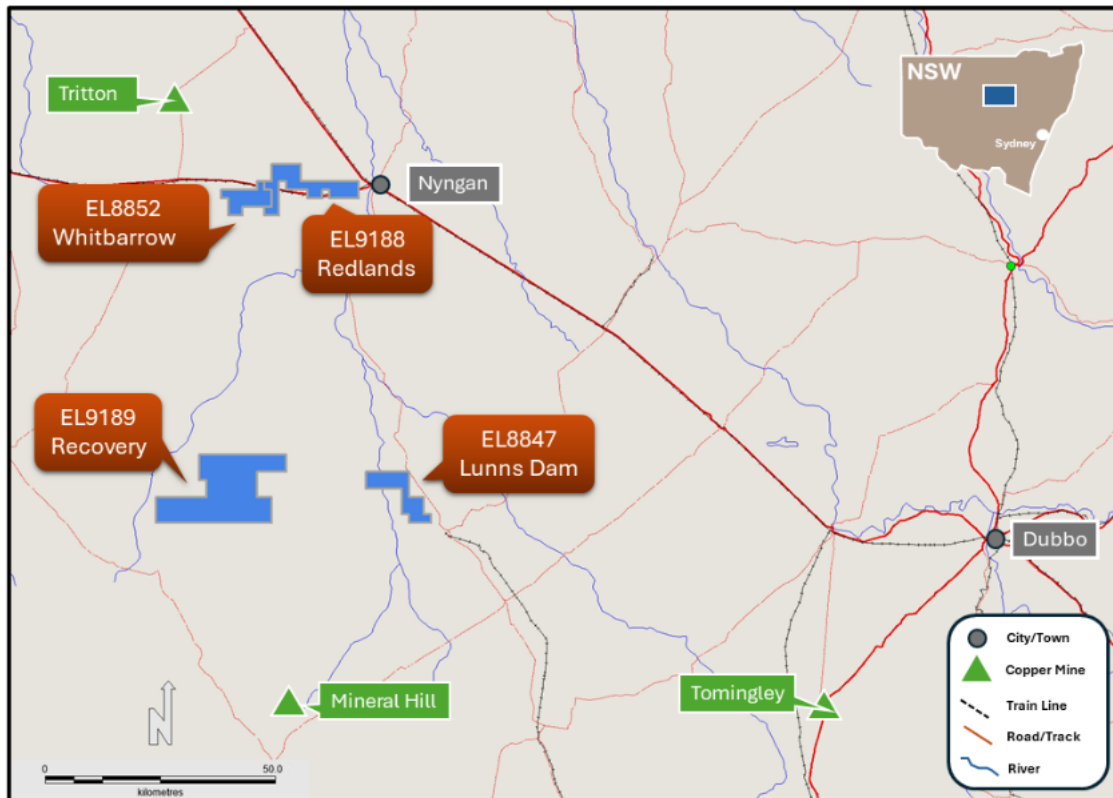 Tritton
NSW
Sydney
Nyngan
EL8852
Whitbarrow
EL9188
Redlands
EL9189
Recovery
EL8847
Lunns Dam
Dubbo
City/Town
Copper Mine
Train Line
Road/Track
River
Mineral Hill
Tomingley
N
0
50.0
kilometres